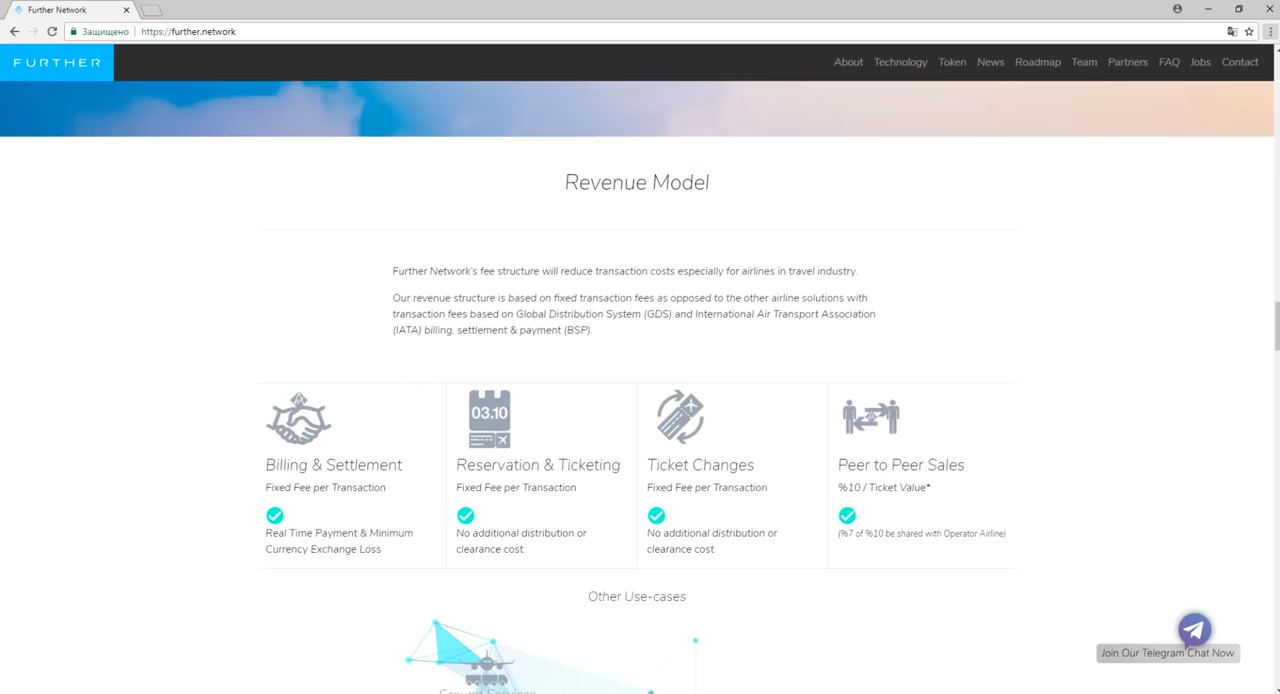 Further Network
Защищено
https://further.network
FURTHER
About
Technology
Token
News
Roadmap
Team
Partners
FAQ
Jobs
Contact
Revenue Model
Further Network's fee structure will reduce transaction costs especially for airlines in travel industry.
Our revenue structure is based on fixed transaction fees as opposed to the other airline solutions with
transaction fees based on Global Distribution System (GDS) and International Air Transport Association
(IATA) billing, settlement & payment (BSP).
Billing & Settlement
Fixed Fee per Transaction
Real Time Payment & Minimum
Currency Exchange Loss
03.10
Reservation & Ticketing
Fixed Fee per Transaction
No additional distribution or
clearance cost.
Ticket Changes
Fixed Fee per Transaction
No additional distribution or
clearance cost
Peer to Peer Sales
%10 / Ticket Value*
(%7 of %10 be shared with Operator Airline)
Other Use-cases
Ground Services
Join Our Telegram Chat Now